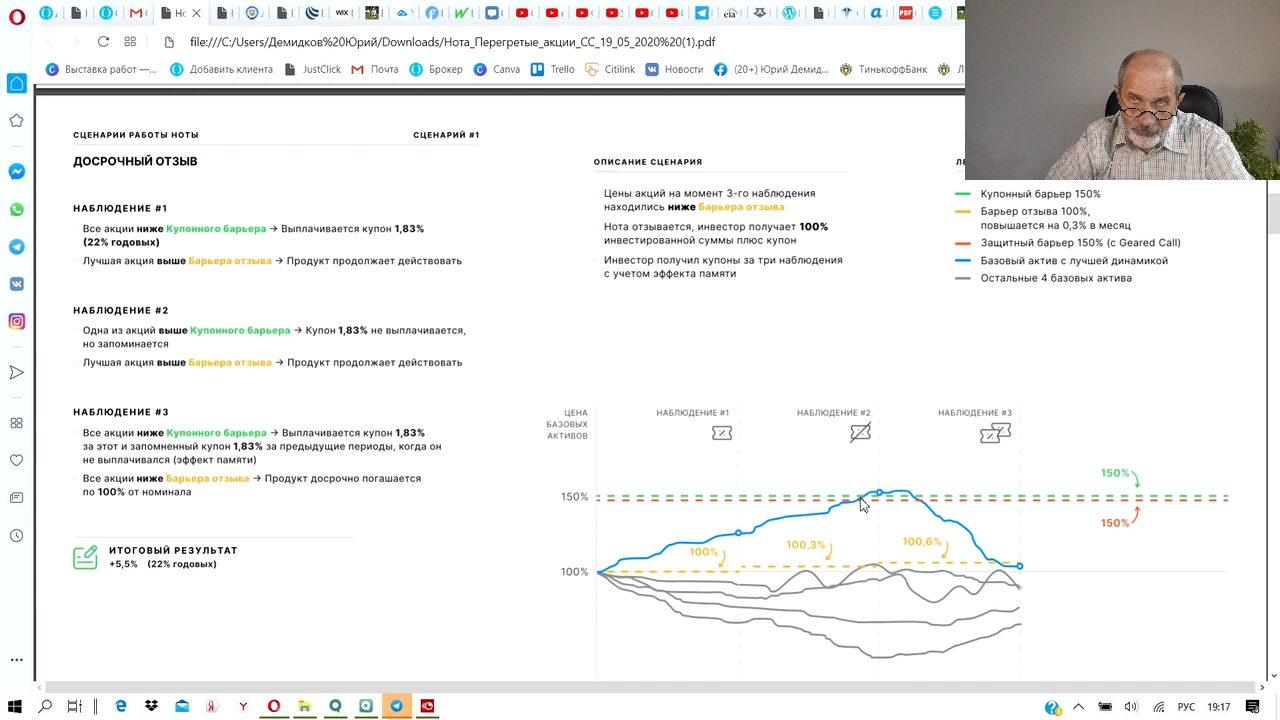 WIX
eia
PDF
file:///C:/Users/Демидков%20Юрий/Downloads/Нота_Перегретые_акции_СС_19_05_2020%20(1).pdf
Выставка работ —...
Добавить клиента
JustClick
Почта
Брокер
Canva
Trello
Citilink
Новости
(20+) Юрий Демид...
ТинькоффБанк
СЦЕНАРИИ РАБОТЫ НОТЫ
СЦЕНАРИЙ #1
ДОСРОЧНЫЙ ОТЗЫВ
НАБЛЮДЕНИЕ #1
Все акции ниже Купонного барьера → Выплачивается купон 1,83%
(22% годовых)
Лучшая акция выше Барьера отзыва → Продукт продолжает действовать
НАБЛЮДЕНИЕ #2
Одна из акций выше Купонного барьера → Купон 1,83% не выплачивается,
но запоминается
Лучшая акция выше Барьера отзыва → Продукт продолжает действовать
НАБЛЮДЕНИЕ #3
Все акции ниже Купонного барьера → Выплачивается купон 1,83%
за этот и запомненный купон 1,83% за предыдущие периоды, когда он
не выплачивался (эффект памяти)
Все акции ниже Барьера отзыва → Продукт досрочно погашается
по 100% от номинала
ИТОГОВЫЙ РЕЗУЛЬТАТ
+5,5% (22% годовых)
ОПИСАНИЕ СЦЕНАРИЯ
Цены акций на момент 3-го наблюдения
находились ниже Барьера отзыва
Нота отзывается, инвестор получает 100%
инвестированной суммы плюс купон
Инвестор получил купоны за три наблюдения
с учетом эффекта памяти
Купонный барьер 150%
Барьер отзыва 100%,
повышается на 0,3% в месяц
Защитный барьер 150% (с Geared Call)
Базовый актив с лучшей динамикой
Остальные 4 базовых актива
ЦЕНА
БАЗОВЫХ
АКТИВОВ
НАБЛЮДЕНИЕ #1
НАБЛЮДЕНИЕ #2
НАБЛЮДЕНИЕ #3
150%
150%
150%
100%
100,3%
100,6%
100%
РУС
19:17